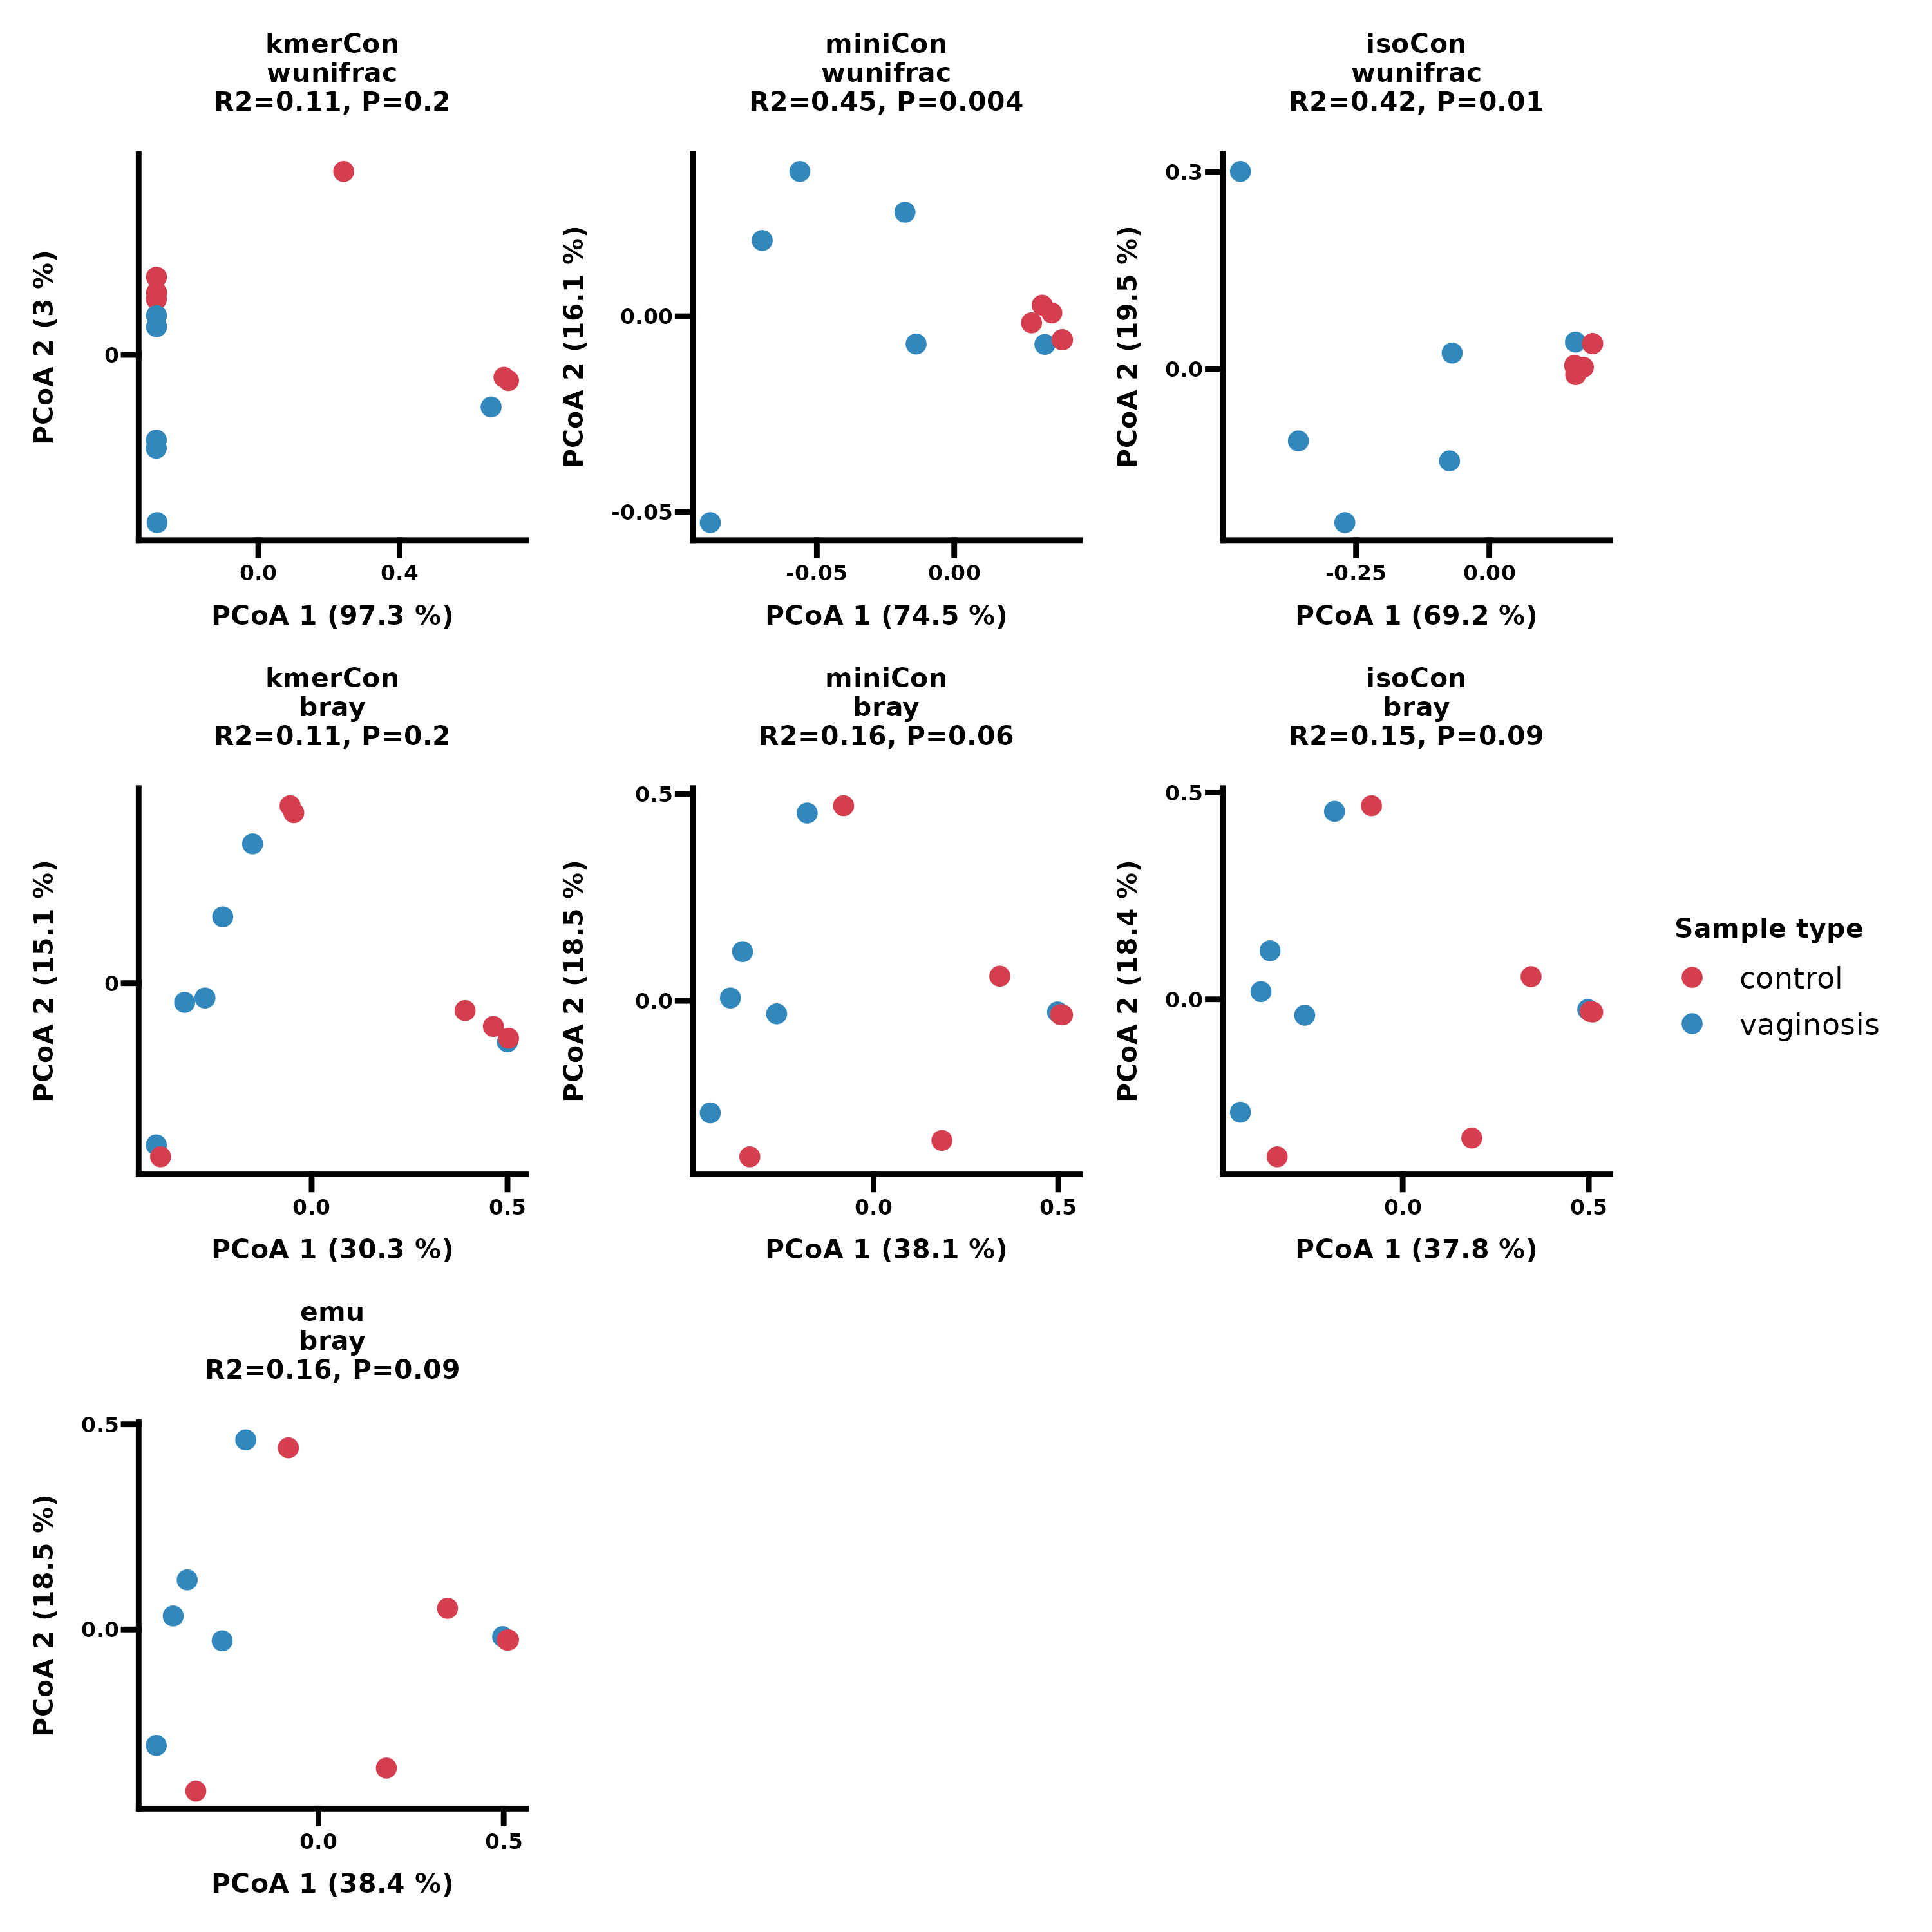 kmerCon
wunifrac
R2=0.11, P=0.2
PCoA 2 (3 %)
0
0.0
0.4
PCoA 1 (97.3 %)
miniCon
wunifrac
R2=0.45, P=0.004
PCoA 2 (16.1 %)
0.00
-0.05
-0.05
0.00
PCoA 1 (74.5 %)
isoCon
wunifrac
R2=0.42, P=0.01
PCoA 2 (19.5 %)
0.3
0.0
-0.25
0.00
PCoA 1 (69.2 %)
kmerCon
bray
R2=0.11, P=0.2
PCoA 2 (15.1 %)
0
0.0
0.5
PCoA 1 (30.3 %)
miniCon
bray
R2=0.16, P=0.06
PCoA 2 (18.5 %)
0.5
0.0
0.0
0.5
PCoA 1 (38.1 %)
isoCon
bray
R2=0.15, P=0.09
PCoA 2 (18.4 %)
0.5
0.0
0.0
0.5
PCoA 1 (37.8 %)
Sample type
control
vaginosis
emu
bray
R2=0.16, P=0.09
PCoA 2 (18.5 %)
0.5
0.0
0.0
0.5
PCoA 1 (38.4 %)